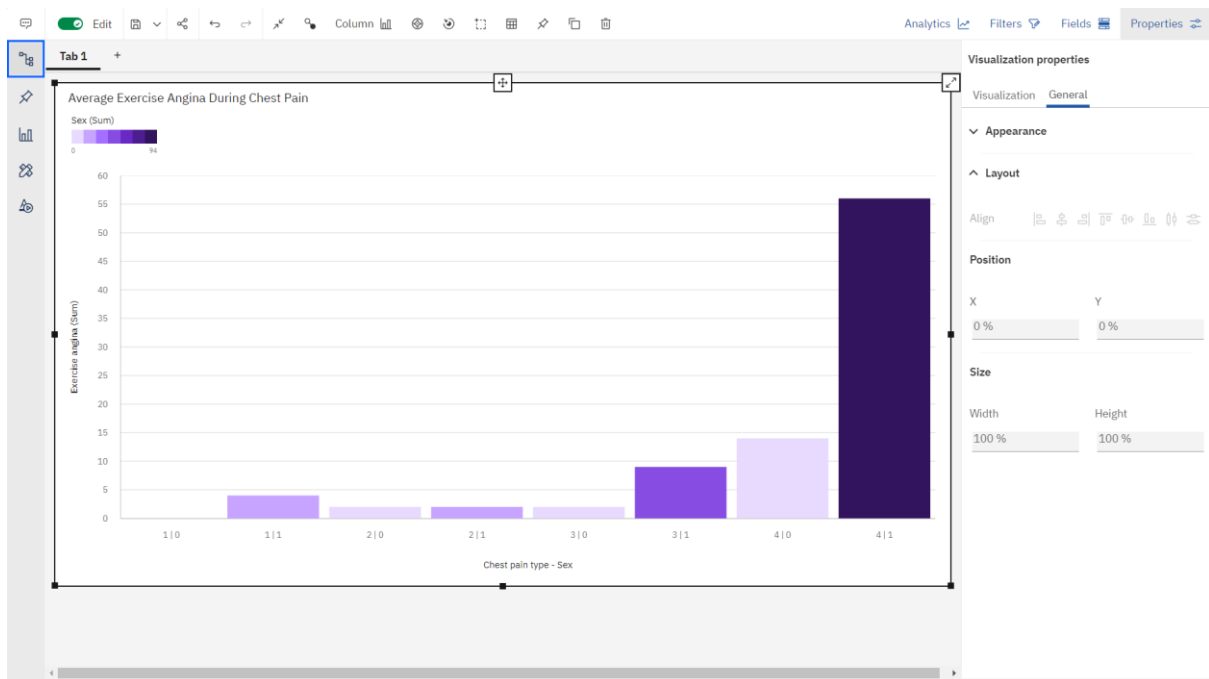 Edit Column Analytics Filters Fields Properties
Tab 1 +
Visualization properties
Visualization General
Appearance
Layout
Align
Position
X Y
0 % 0 %
Size
Width Height
100 % 100 %
Average Exercise Angina During Chest Pain
Sex (Sum)
0 94
Exercise angina (Sum)
60
55
50
45
40
35
30
25
20
15
10
5
0
1|0 1|1 2|0 2|1 3|0 3|1 4|0 4|1
Chest pain type - Sex